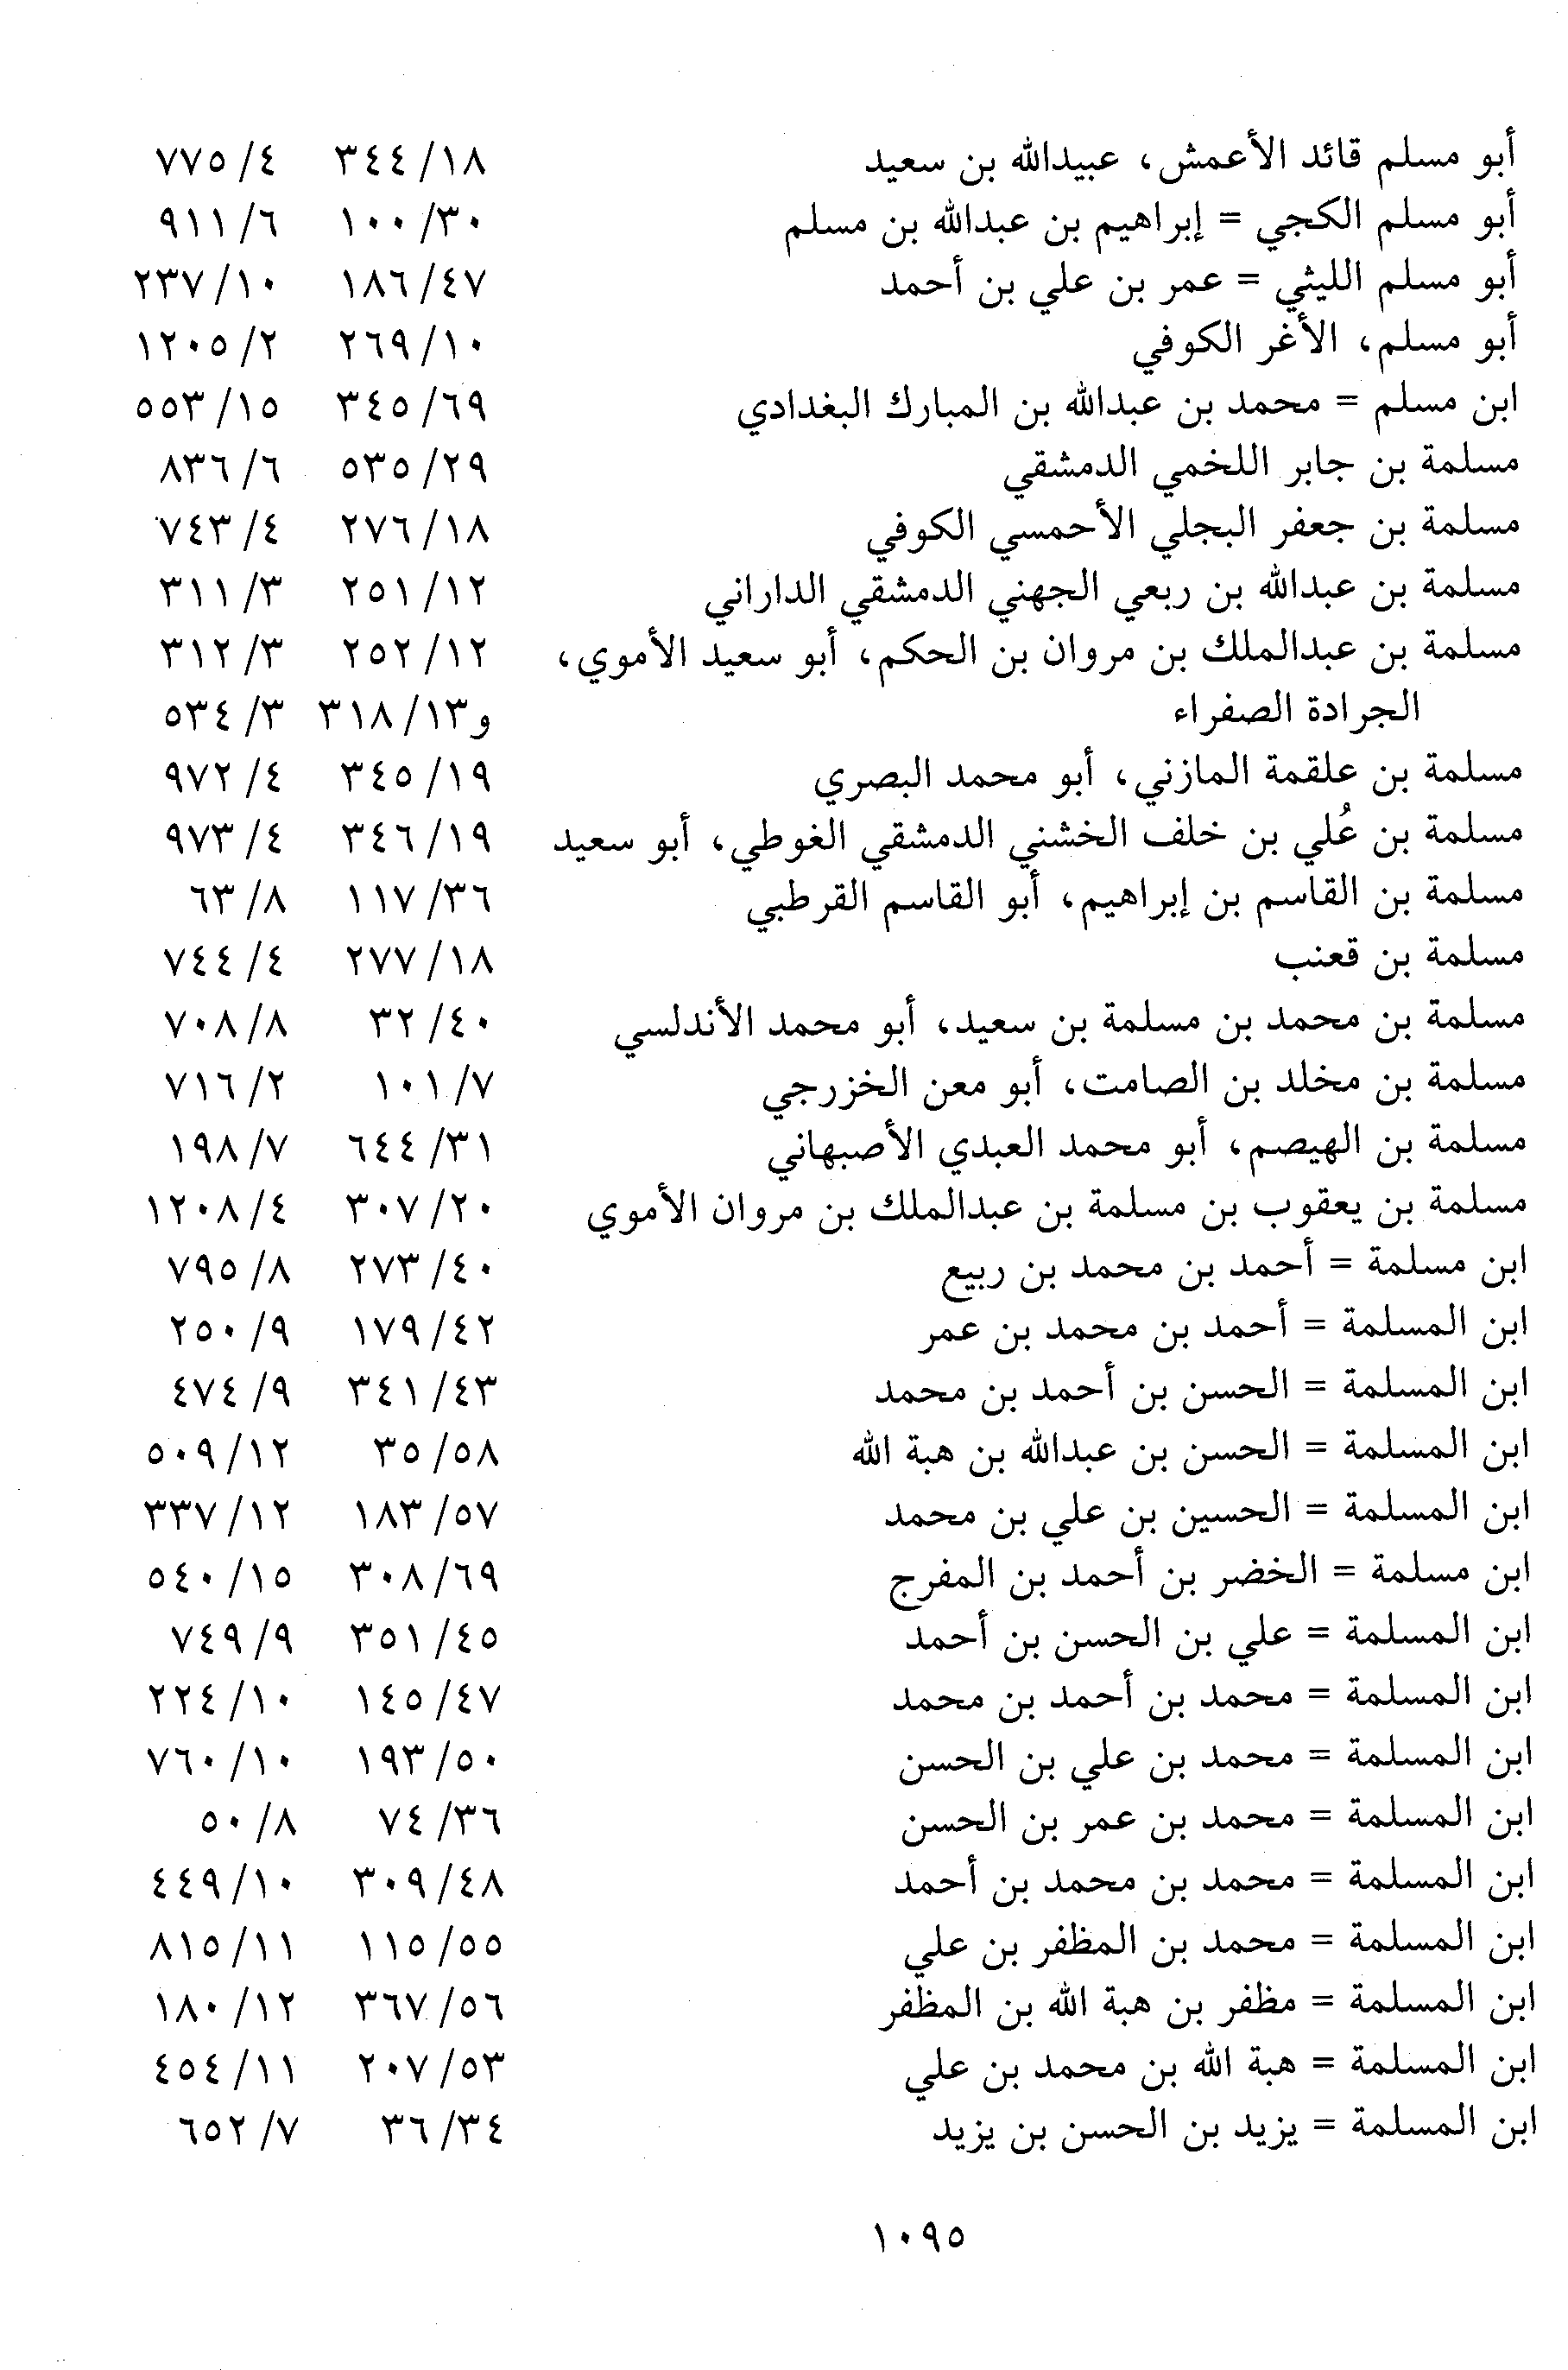 أبو مسلم قائد الأعمش، عبيدالله بن سعيد ١٨/ ٣٤٤ ٤/ ٧٧٥
أبو مسلم الكجي = إبراهيم بن عبدالله بن مسلم ٣٠/ ١٠٠ ٦/ ٩١١
أبو مسلم الليثي = عمر بن علي بن أحمد ٤٧/ ١٨٦ ١٠/ ٢٣٧
أبو مسلم، الأغر الكوفي ١٠/ ٢٦٩ ٢/ ١٢٠٥
ابن مسلم = محمد بن عبدالله بن المبارك البغدادي ٦٩/ ٣٤٥ ١٥/ ٥٥٣
مسلمة بن جابر اللخمي الدمشقي ٢٩/ ٥٣٥ ٦/ ٨٣٦
مسلمة بن جعفر البجلي الأحمسي الكوفي ١٨/ ٢٧٦ ٤/ ٧٤٣
مسلمة بن عبدالله بن ربعي الجهني الدمشقي الداراني ١٢/ ٢٥١ ٣/ ٣١١
مسلمة بن عبدالملك بن مروان بن الحكم، أبو سعيد الأموي، ١٢/ ٢٥٢ ٣/ ٣١٢
الجرادة الصفراء و١٣/ ٣١٨ ٣/ ٥٣٤
مسلمة بن علقمة المازني، أبو محمد البصري ١٩/ ٣٤٥ ٤/ ٩٧٢
مسلمة بن عُلي بن خلف الخشني الدمشقي الغوطي، أبو سعيد ١٩/ ٣٤٦ ٤/ ٩٧٣
مسلمة بن القاسم بن إبراهيم، أبو القاسم القرطبي ٣٦/ ١١٧ ٨/ ٦٣
مسلمة بن قعنب ١٨/ ٢٧٧ ٤/ ٧٤٤
مسلمة بن محمد بن مسلمة بن سعيد، أبو محمد الأندلسي ٤٠/ ٣٢ ٨/ ٧٠٨
مسلمة بن مخلد بن الصامت، أبو معن الخزرجي ٧/ ١٠١ ٢/ ٧١٦
مسلمة بن الهيصم، أبو محمد العبدي الأصبهاني ٣١/ ٦٤٤ ٧/ ١٩٨
مسلمة بن يعقوب بن مسلمة بن عبدالملك بن مروان الأموي ٢٠/ ٣٠٧ ٤/ ١٢٠٨
ابن مسلمة = أحمد بن محمد بن ربيع ٤٠/ ٢٧٣ ٨/ ٧٩٥
ابن المسلمة = أحمد بن محمد بن عمر ٤٢/ ١٧٩ ٩/ ٢٥٠
ابن المسلمة = الحسن بن أحمد بن محمد ٤٣/ ٣٤١ ٩/ ٤٧٤
ابن المسلمة = الحسن بن عبدالله بن هبة الله ٥٨/ ٣٥ ١٢/ ٥٠٩
ابن المسلمة = الحسين بن علي بن محمد ٥٧/ ١٨٣ ١٢/ ٣٣٧
ابن مسلمة = الخضر بن أحمد بن المفرج ٦٩/ ٣٠٨ ١٥/ ٥٤٠
ابن المسلمة = علي بن الحسن بن أحمد ٤٥/ ٣٥١ ٩/ ٧٤٩
ابن المسلمة = محمد بن أحمد بن محمد ٤٧/ ١٤٥ ١٠/ ٢٢٤
ابن المسلمة = محمد بن علي بن الحسن ٥٠/ ١٩٣ ١٠/ ٧٦٠
ابن المسلمة = محمد بن عمر بن الحسن ٣٦/ ٧٤ ٨/ ٥٠
ابن المسلمة = محمد بن محمد بن أحمد ٤٨/ ٣٠٩ ١٠/ ٤٤٩
ابن المسلمة = محمد بن المظفر بن علي ٥٥/ ١١٥ ١١/ ٨١٥
ابن المسلمة = مظفر بن هبة الله بن المظفر ٥٦/ ٣٦٧ ١٢/ ١٨٠
ابن المسلمة = هبة الله بن محمد بن علي ٥٣/ ٢٠٧ ١١/ ٤٥٤
ابن المسلمة = يزيد بن الحسن بن يزيد ٣٤/ ٣٦ ٧/ ٦٥٢
١٠٩٥